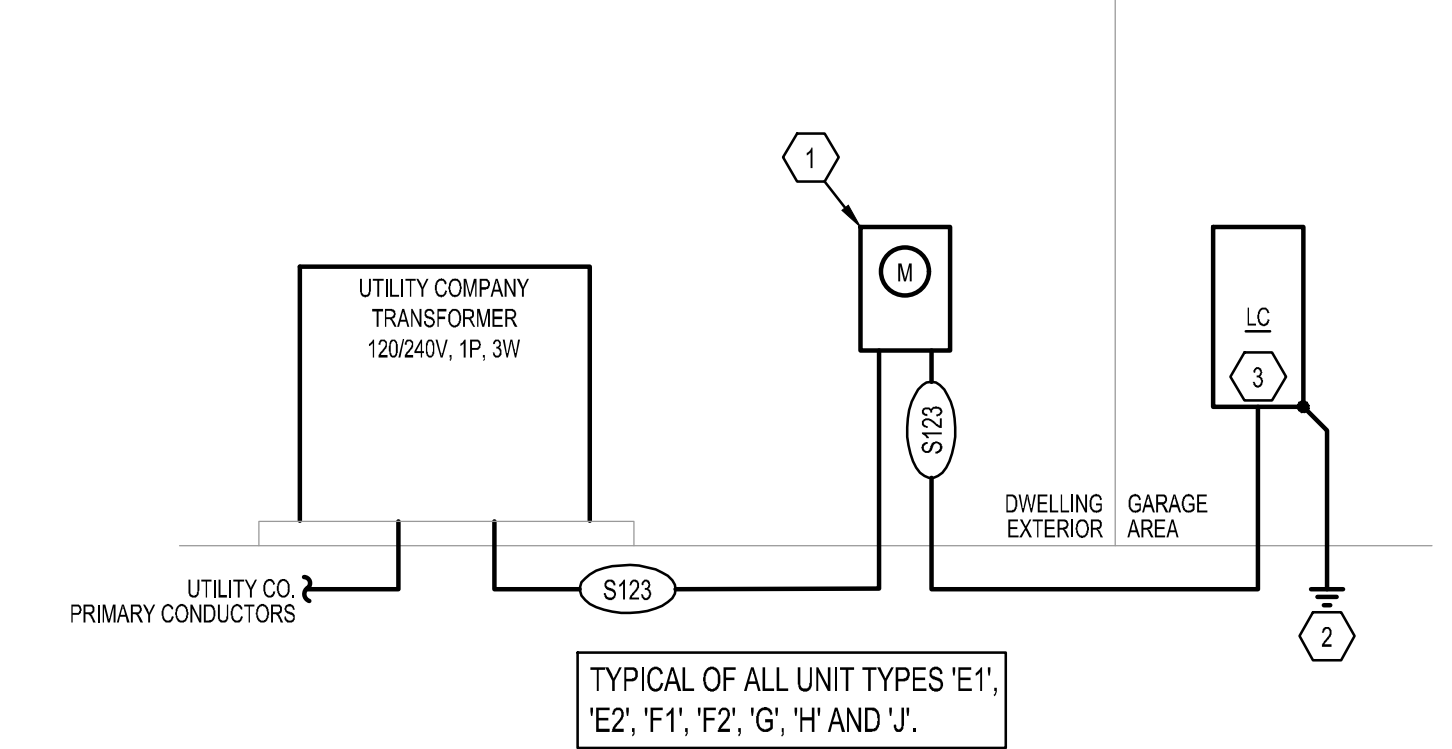 1
M
UTILITY COMPANY
TRANSFORMER
120/240V, 1P, 3W
LC
3
S123
DWELLING
EXTERIOR
GARAGE
AREA
UTILITY CO.
PRIMARY CONDUCTORS
S123
2
TYPICAL OF ALL UNIT TYPES 'E1',
'E2', 'F1', 'F2', 'G', 'H' AND 'J'.